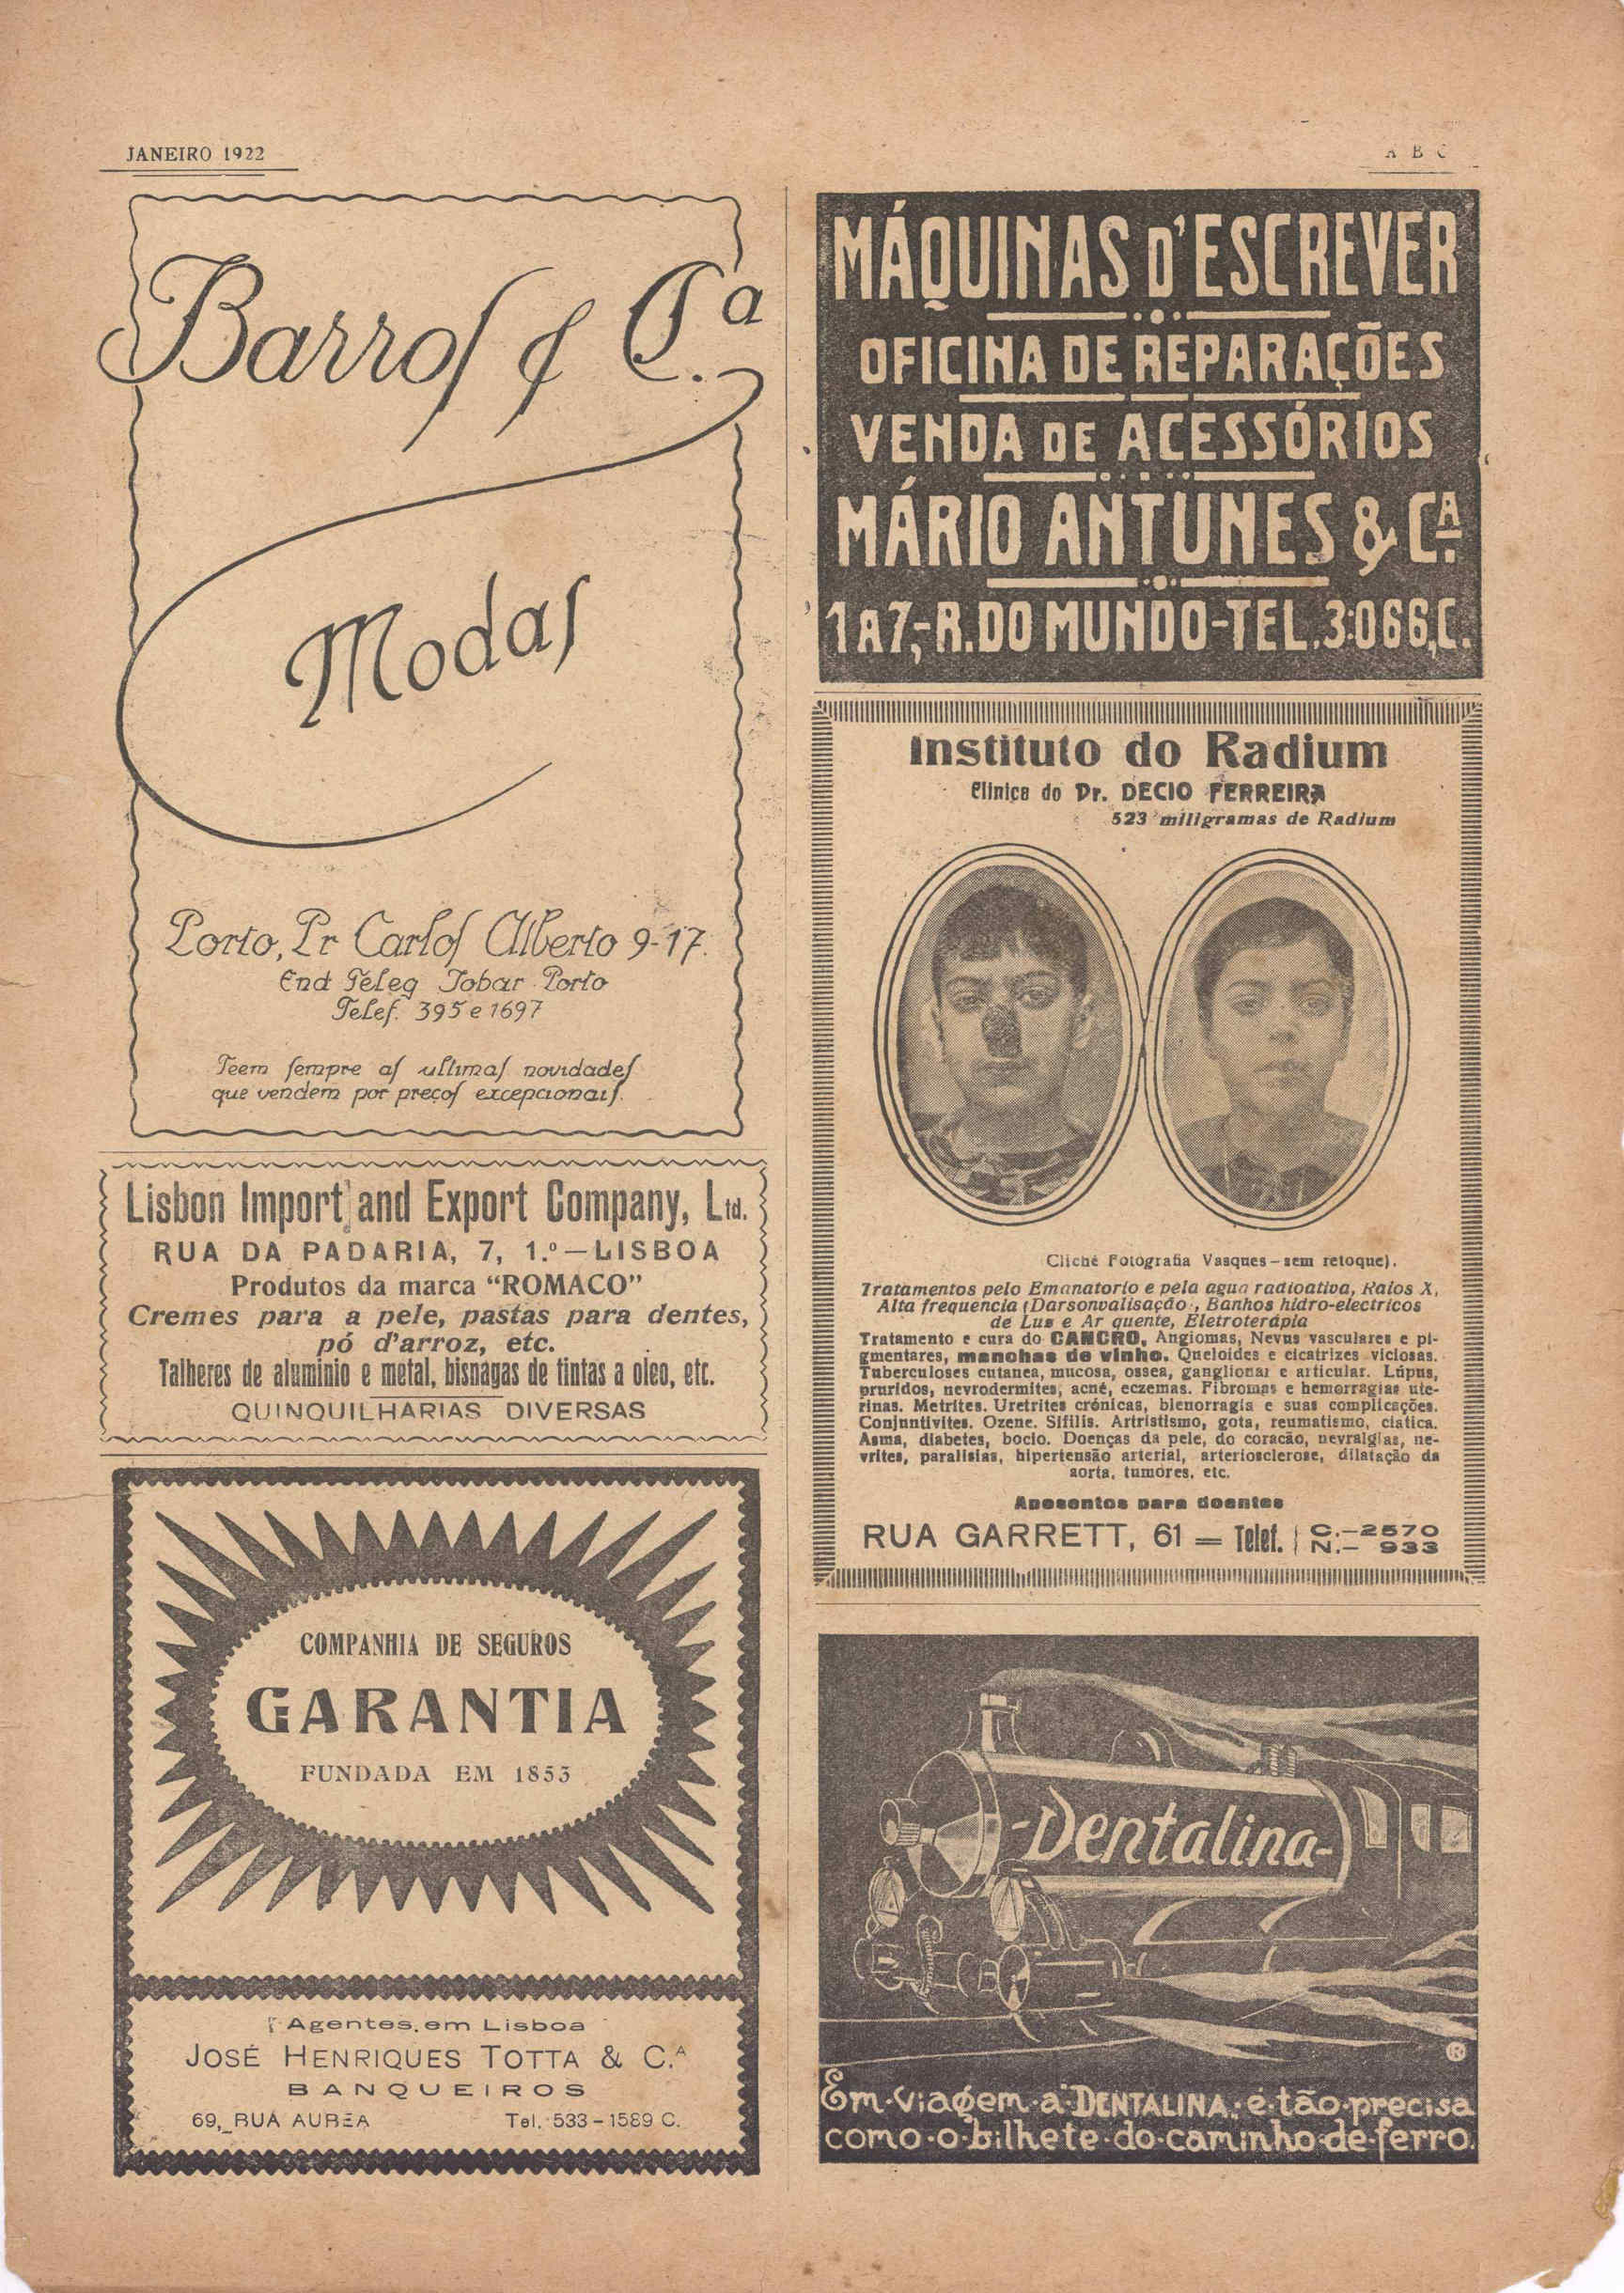 JANEIRO 1922
A B C
Barros & C.ª
Modas
Porto, Pr Carlos Alberto 9-17.
End Teleg Jobar Porto
Telef. 395 e 1697
Teem sempre as ultimas novidades
que vendem por preços excepcionais.
Lisbon Import and Export Company, Ltd.
RUA DA PADARIA, 7, 1.º—LISBOA
Produtos da marca “ROMACO”
Cremes para a pele, pastas para dentes,
pó d'arroz, etc.
Talheres de aluminio e metal, bisnagas de tintas a oleo, etc.
QUINQUILHARIAS DIVERSAS
COMPANHIA DE SEGUROS
GARANTIA
FUNDADA EM 1853
Agentes em Lisboa
JOSÉ HENRIQUES TOTTA & C.A
BANQUEIROS
69, RUA AUREA Tel. 533-1589 C.
MÁQUINAS D'ESCREVER
OFICINA DE REPARAÇÕES
VENDA DE ACESSÓRIOS
MÁRIO ANTUNES & CA.
1 A 7,-R.DO MUNDO-TEL.3:066,C.
Instituto do Radium
Clinica do Dr. DECIO FERREIRA
523 miligramas de Radium
Cliché Fotografia Vasques—sem retoque).
Tratamentos pelo Emanatorio e pela agua radioativa, Raios X,
Alta frequencia (Darsonvalisação), Banhos hidro-electricos
de Lus e Ar quente, Eletroterápia
Tratamento e cura do CANCRO, Angiomas, Nevus vasculares e pi-
gmentares, manchas de vinho. Queloides e cicatrizes viciosas.
Tuberculoses cutanea, mucosa, ossea, ganglionar e articular. Lúpus,
pruridos, nevrodermites, acné, eczemas. Fibromas e hemorragias ute-
rinas. Metrites. Uretrites crónicas, blenorragia e suas complicações.
Conjuntivites. Ozene. Sifilis. Artristismo, gota, reumatismo, ciatica.
Asma, diabetes, bocio. Doenças da pele, do coracão, nevralgias, ne-
vrites, paralisias, hipertensão arterial, arteriosclerose, dilatação da
aorta, tumores, etc.
Aposentos para doentes
RUA GARRETT, 61 = Telef. C.—2570
N.— 933
-Dentalina-
®
Em·viagem·a·DENTALINA·é·tão·precisa
como·o·bilhete·do·caminho·de·ferro.